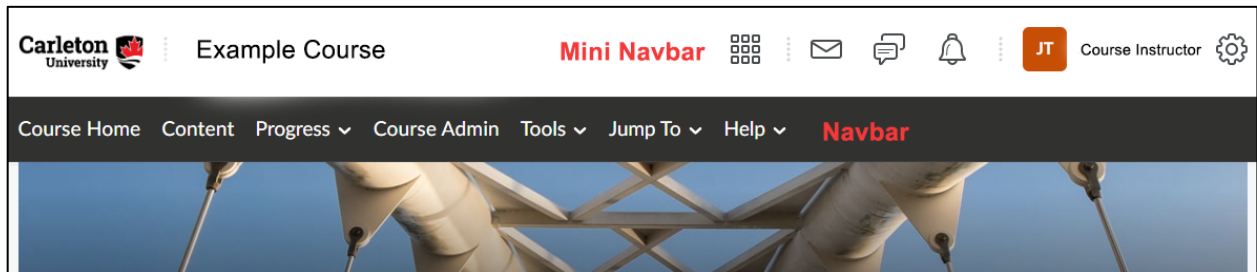 Carleton
University
Example Course
Mini Navbar
JT
Course Instructor
Course Home Content Progress Course Admin Tools Jump To Help Navbar